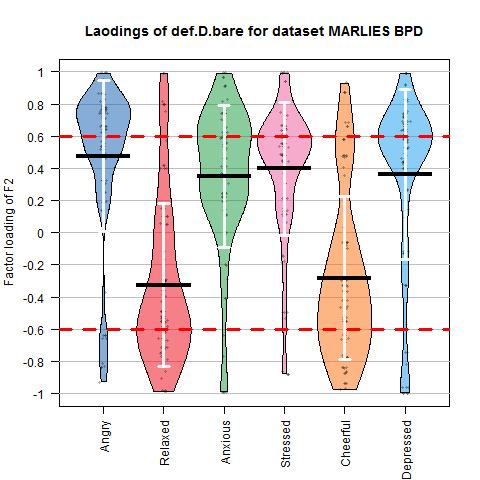 Laodings of def.D.bare for dataset MARLIES BPD
Factor loading of F2
1
0.8
0.6
0.4
0.2
0
-0.2
-0.4
-0.6
-0.8
-1
Angry
Relaxed
Anxious
Stressed
Cheerful
Depressed